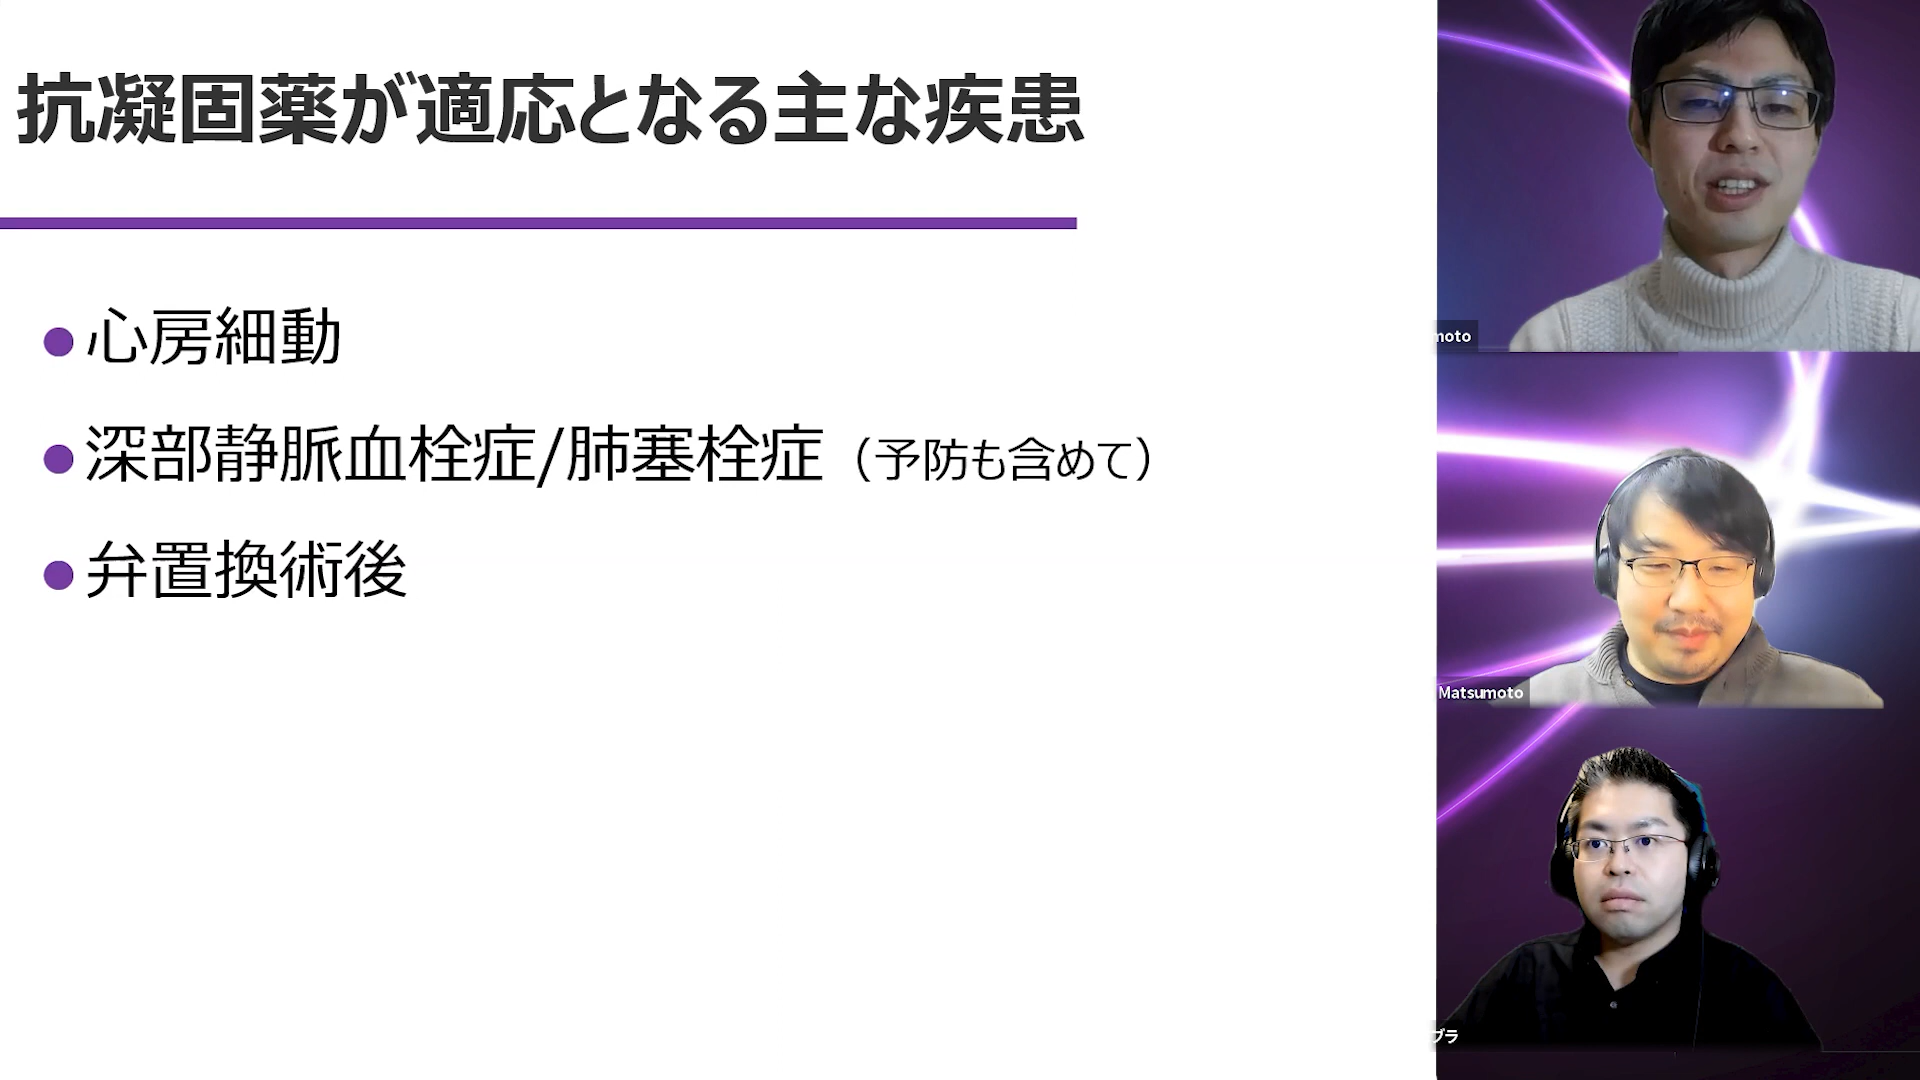 抗凝固薬が適応となる主な疾患
●心房細動
●深部静脈血栓症/肺塞栓症（予防も含めて）
●弁置換術後
moto
Matsumoto
ブラ